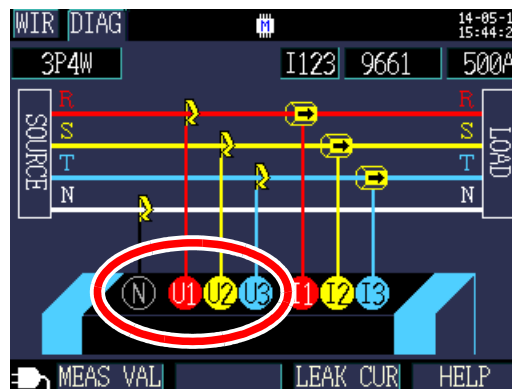 WIR DIAG M 14-05-1
15:44:2
3P4W I123 9661 500A
R R
S S
T T
N N
SOURCE
LOAD
N U1 U2 U3 I1 I2 I3
MEAS VAL LEAK CUR HELP